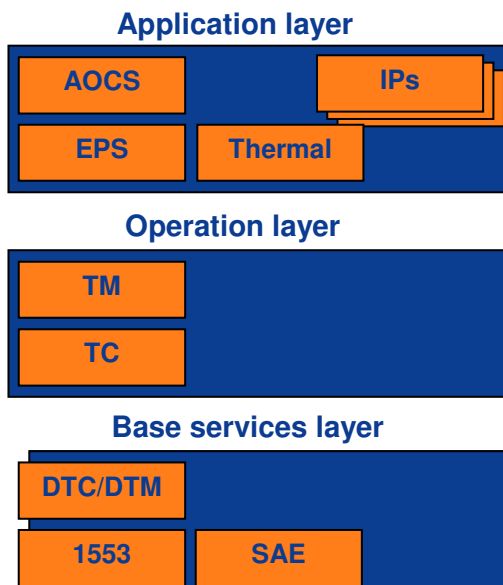 Application layer
AOCS
IPs
EPS
Thermal
Operation layer
TM
TC
Base services layer
DTC/DTM
1553
SAE